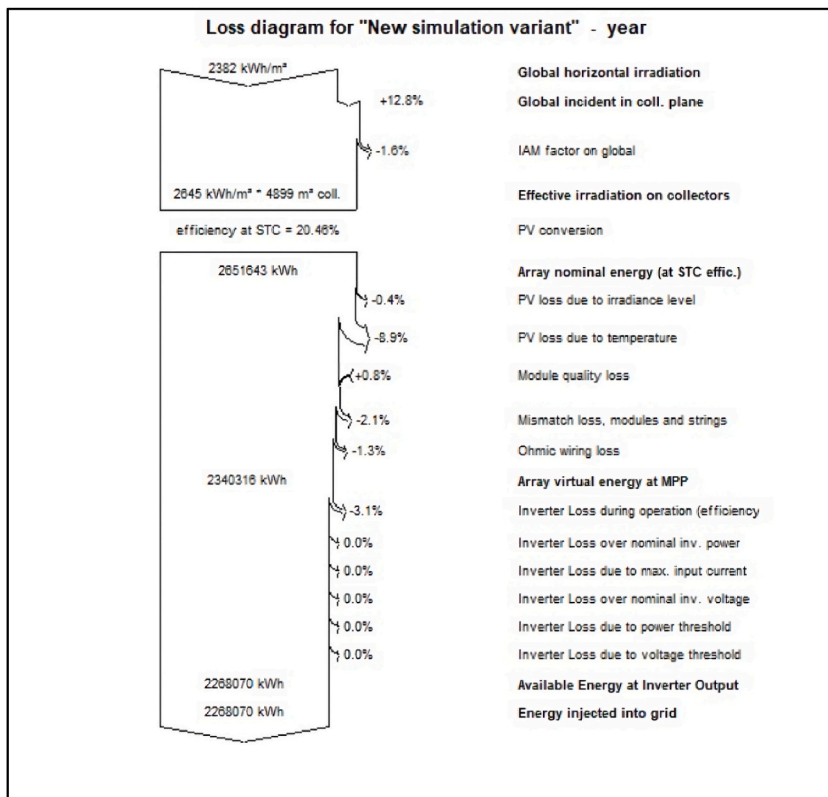 Loss diagram for "New simulation variant" - year
2382 kWh/m² Global horizontal irradiation
+12.8% Global incident in coll. plane
-1.6% IAM factor on global
2645 kWh/m² * 4899 m² coll. Effective irradiation on collectors
efficiency at STC = 20.46% PV conversion
2651643 kWh Array nominal energy (at STC effic.)
-0.4% PV loss due to irradiance level
-8.9% PV loss due to temperature
+0.8% Module quality loss
-2.1% Mismatch loss, modules and strings
-1.3% Ohmic wiring loss
2340316 kWh Array virtual energy at MPP
-3.1% Inverter Loss during operation (efficiency
0.0% Inverter Loss over nominal inv. power
0.0% Inverter Loss due to max. input current
0.0% Inverter Loss over nominal inv. voltage
0.0% Inverter Loss due to power threshold
0.0% Inverter Loss due to voltage threshold
2268070 kWh Available Energy at Inverter Output
2268070 kWh Energy injected into grid